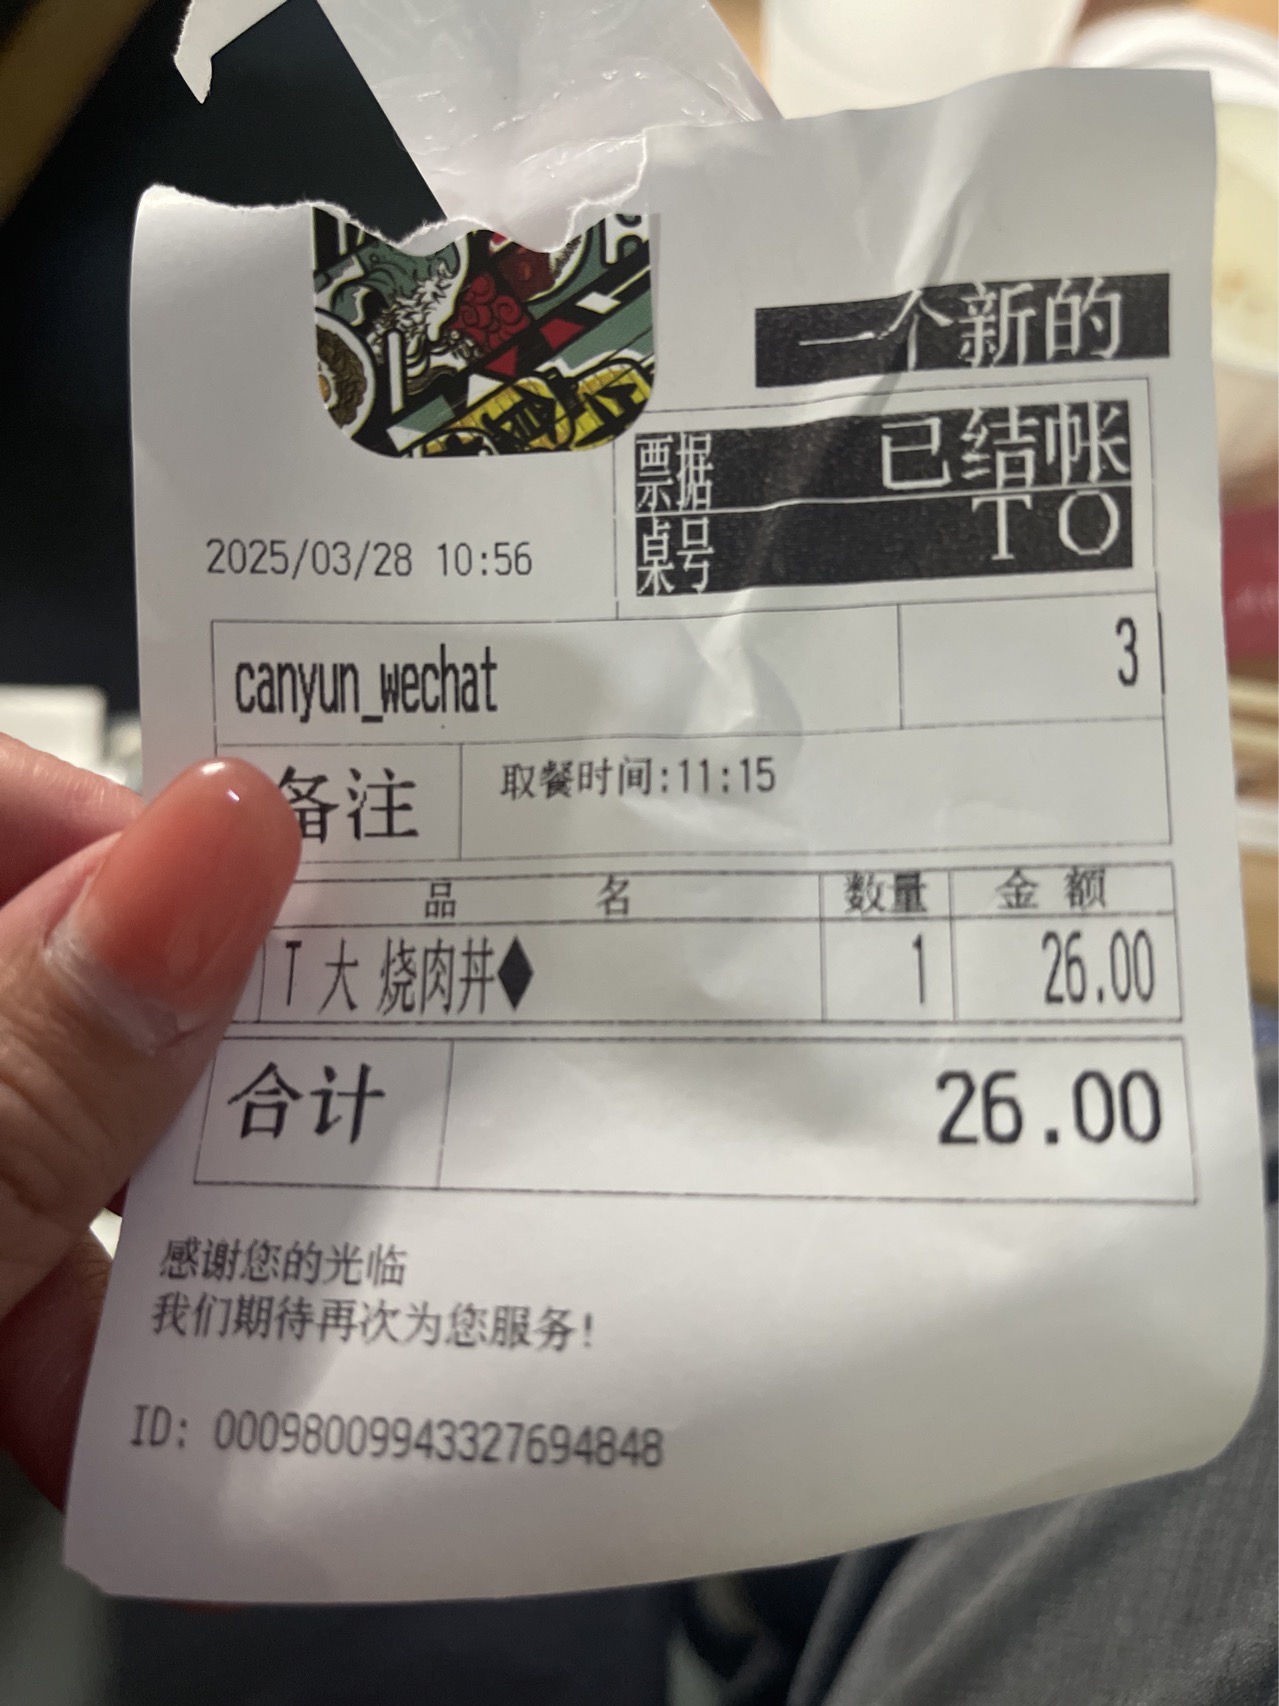 一个新的
票据 已结帐
桌号 TO
2025/03/28 10:56
canyun_wechat 3
备注 取餐时间:11:15
品 名 数量 金 额
T 大 烧肉丼◆ 1 26.00
合计 26.00
感谢您的光临
我们期待再次为您服务!
ID: 00098009943327694848